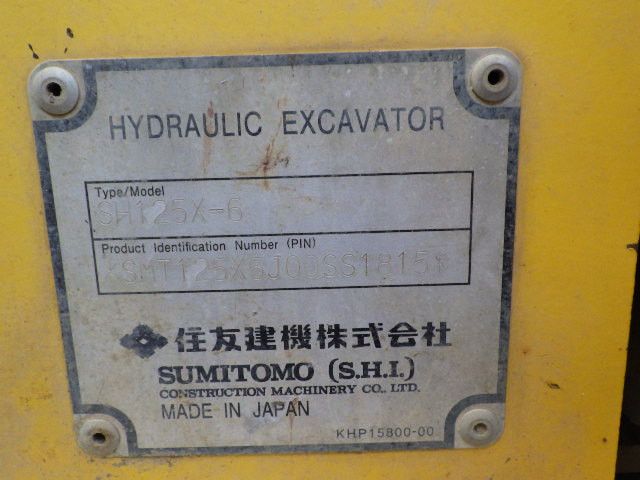 HYDRAULIC EXCAVATOR
Type/Model
SH125X-6
Product Identification Number (PIN)
住友建機株式会社
SUMITOMO (S.H.I.)
CONSTRUCTION MACHINERY CO., LTD.
MADE IN JAPAN
KHP15800-00